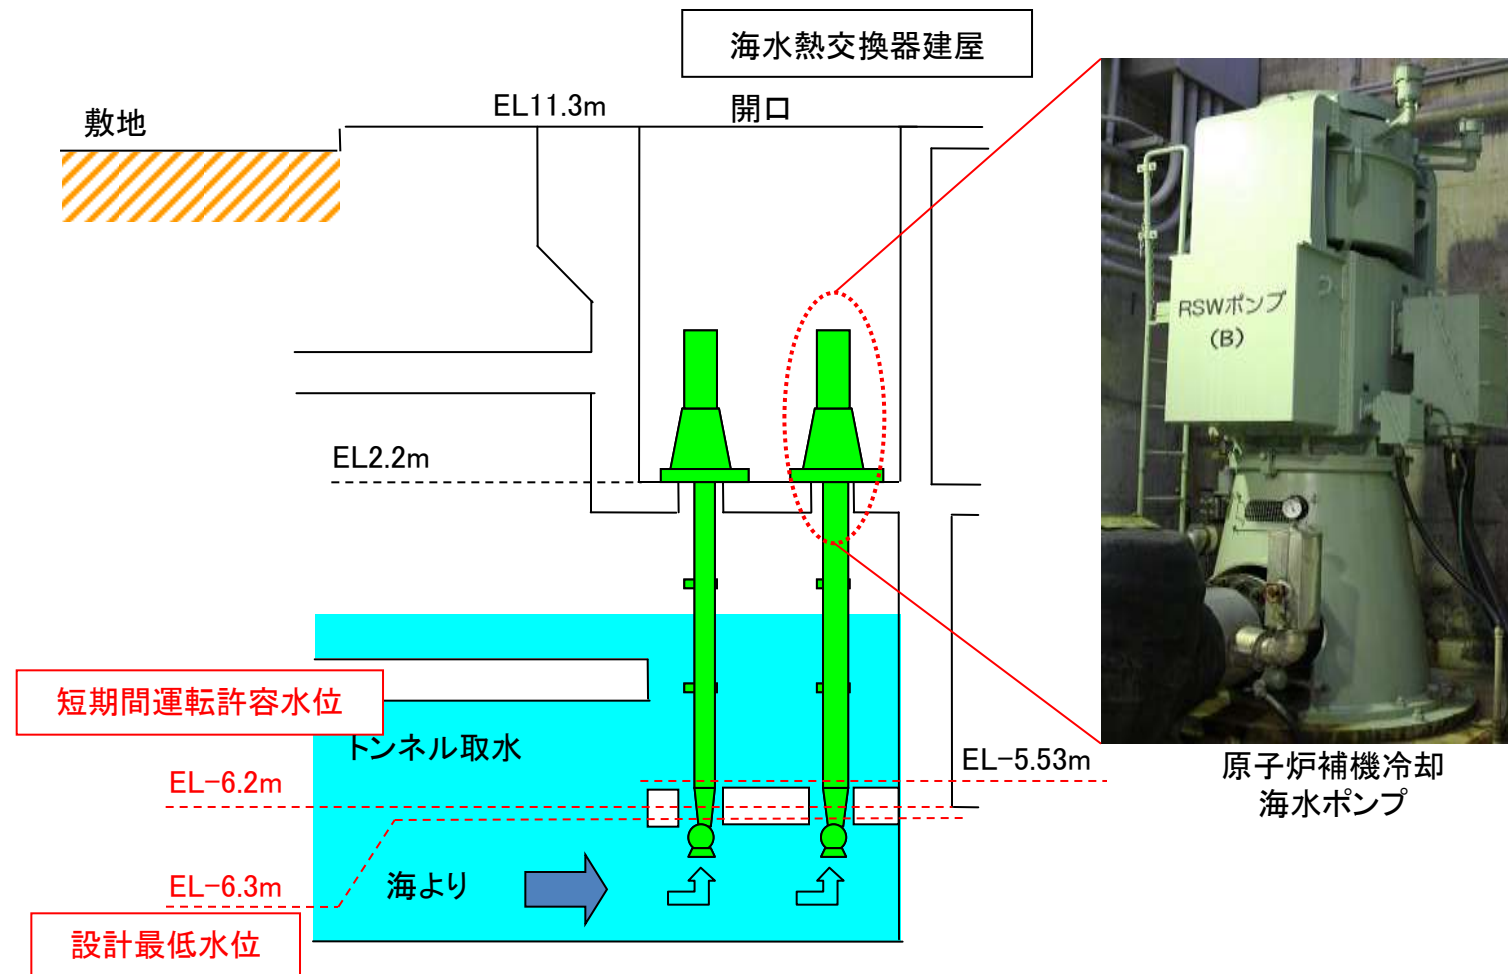 海水熱交換器建屋
EL11.3m
開口
敷地
RSWポンプ
(B)
EL2.2m
短期間運転許容水位
トンネル取水
EL-5.53m
EL-6.2m
原子炉補機冷却
海水ポンプ
EL-6.3m
海より
設計最低水位